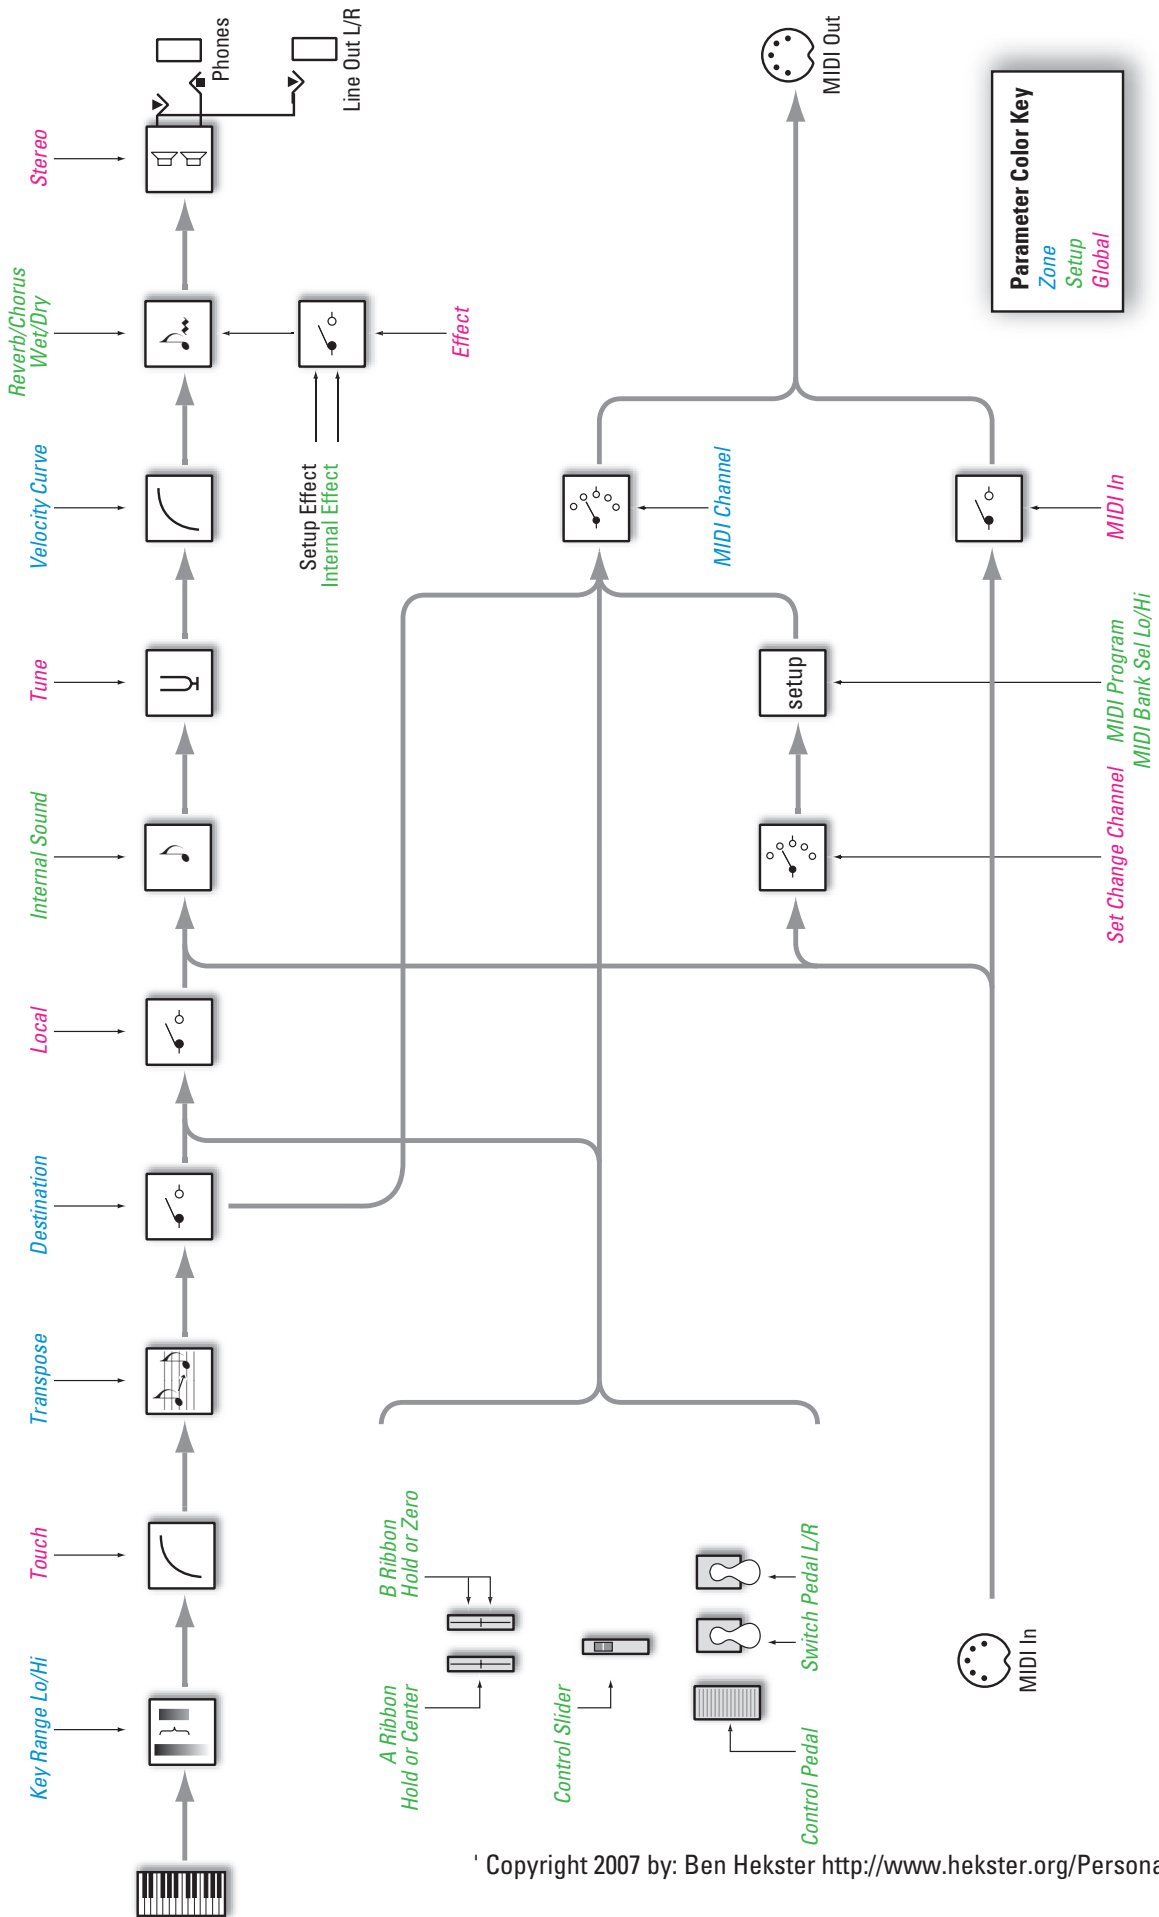 Key Range Lo/Hi
Touch
Transpose
Destination
Local
Internal Sound
Tune
Velocity Curve
Reverb/Chorus
Wet/Dry
Stereo
Phones
Line Out L/R
Setup Effect
Internal Effect
Effect
A Ribbon
Hold or Center
B Ribbon
Hold or Zero
Control Slider
Control Pedal
Switch Pedal L/R
MIDI Channel
setup
MIDI Out
MIDI In
Set Change Channel
MIDI Program
MIDI Bank Sel Lo/Hi
MIDI In
Parameter Color Key
Zone
Setup
Global
' Copyright 2007 by: Ben Hekster http://www.hekster.org/Persona